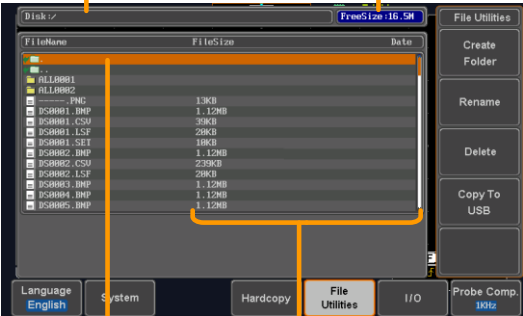 Disk:/
FreeSize:16.5M
File Utilities
FileName FileSize Date
.
..
ALL0001
ALL0002
-----.PNG 13KB
DS0001.BMP 1.12MB
DS0001.CSV 39KB
DS0001.LSF 20KB
DS0001.SET 10KB
DS0002.BMP 1.12MB
DS0002.CSV 239KB
DS0002.LSF 20KB
DS0003.BMP 1.12MB
DS0004.BMP 1.12MB
DS0005.BMP 1.12MB
Create
Folder
Rename
Delete
Copy To
USB
F
f
Language
English
System
Hardcopy
File
Utilities
I/O
Probe Comp.
1KHz